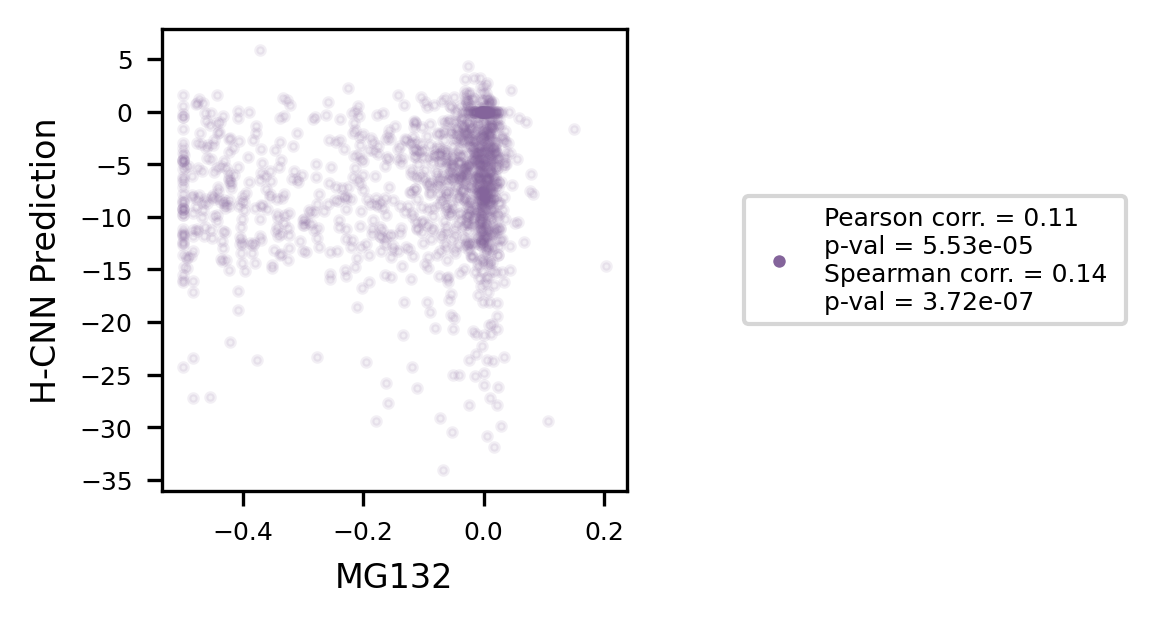 5
0
−5
−10
−15
−20
−25
−30
−35
H-CNN Prediction
−0.4
−0.2
0.0
0.2
MG132
Pearson corr. = 0.11
p-val = 5.53e-05
Spearman corr. = 0.14
p-val = 3.72e-07